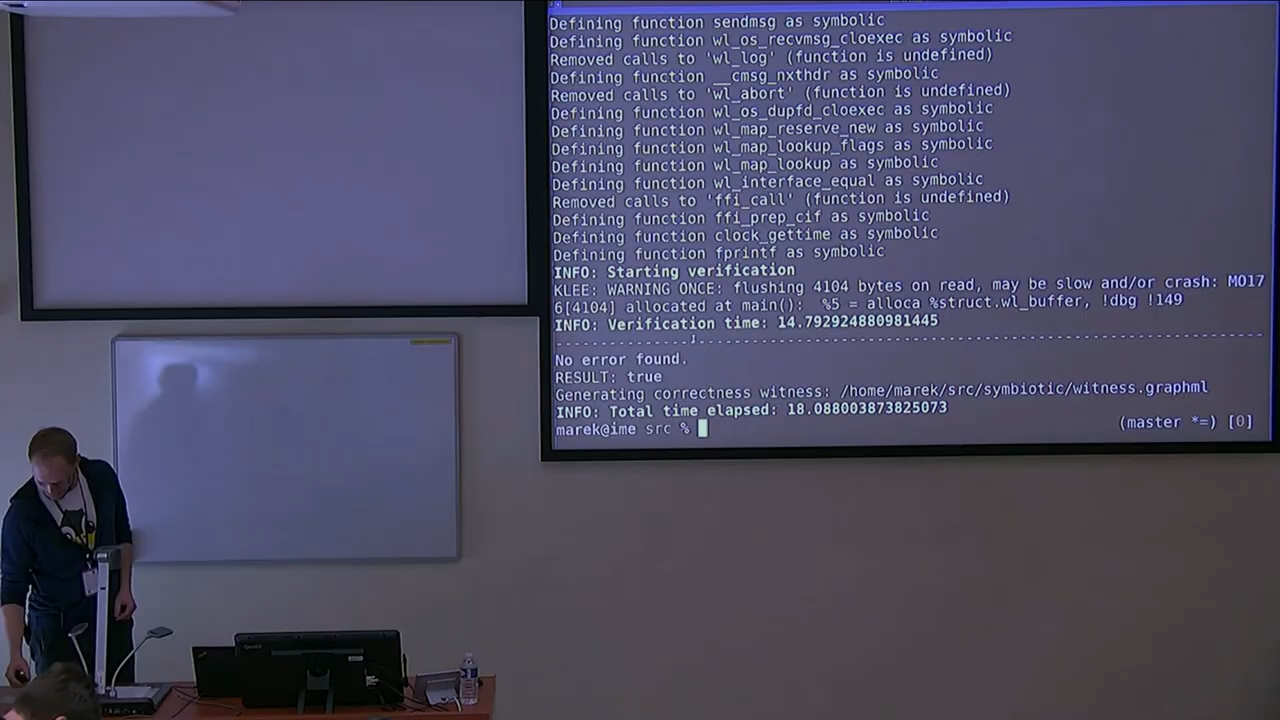 Defining function sendmsg as symbolic
Defining function wl_os_recvmsg_cloexec as symbolic
Removed calls to 'wl_log' (function is undefined)
Defining function __cmsg_nxthdr as symbolic
Removed calls to 'wl_abort' (function is undefined)
Defining function wl_os_dupfd_cloexec as symbolic
Defining function wl_map_reserve_new as symbolic
Defining function wl_map_lookup_flags as symbolic
Defining function wl_map_lookup as symbolic
Defining function wl_interface_equal as symbolic
Removed calls to 'ffi_call' (function is undefined)
Defining function ffi_prep_cif as symbolic
Defining function clock_gettime as symbolic
Defining function fprintf as symbolic
INFO: Starting verification
KLEE: WARNING ONCE: flushing 4104 bytes on read, may be slow and/or crash: MO17
6[4104] allocated at main():  %5 = alloca %struct.wl_buffer, !dbg !149
INFO: Verification time: 14.792924880981445
--------------------------------------------------------------------------------
No error found.
RESULT: true
Generating correctness witness: /home/marek/src/symbiotic/witness.graphml
INFO: Total time elapsed: 18.088003873825073
marek@ime src % (master *=) [0]